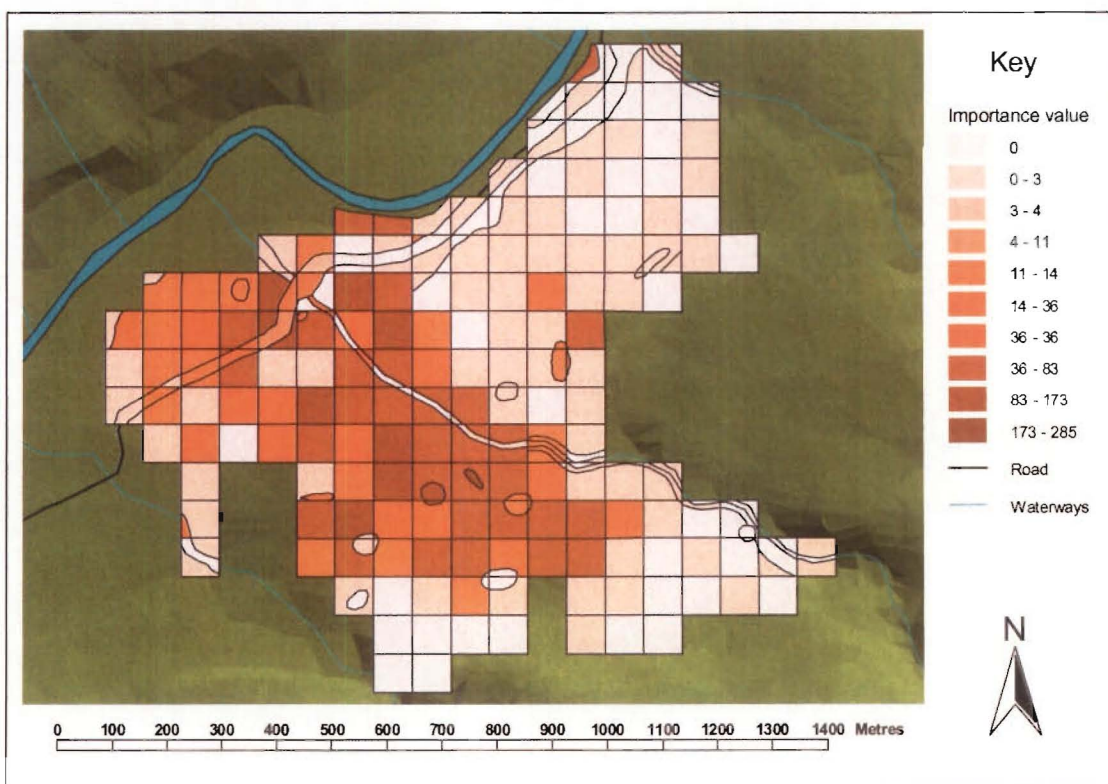 Key
Importance value
0
0 - 3
3 - 4
4 - 11
11 - 14
14 - 36
36 - 36
36 - 83
83 - 173
173 - 285
Road
Waterways
N
0 100 200 300 400 500 600 700 800 900 1000 1100 1200 1300 1400 Metres